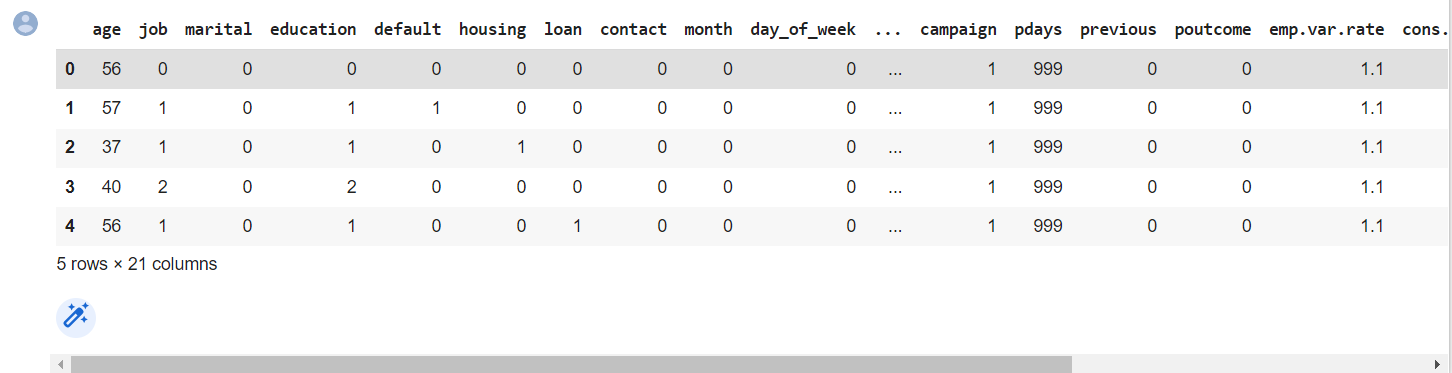 age job marital education default housing loan contact month day_of_week ... campaign pdays previous poutcome emp.var.rate cons.
0 56 0 0 0 0 0 0 0 0 0 ... 1 999 0 0 1.1
1 57 1 0 1 1 0 0 0 0 0 ... 1 999 0 0 1.1
2 37 1 0 1 0 1 0 0 0 0 ... 1 999 0 0 1.1
3 40 2 0 2 0 0 0 0 0 0 ... 1 999 0 0 1.1
4 56 1 0 1 0 0 1 0 0 0 ... 1 999 0 0 1.1
5 rows × 21 columns